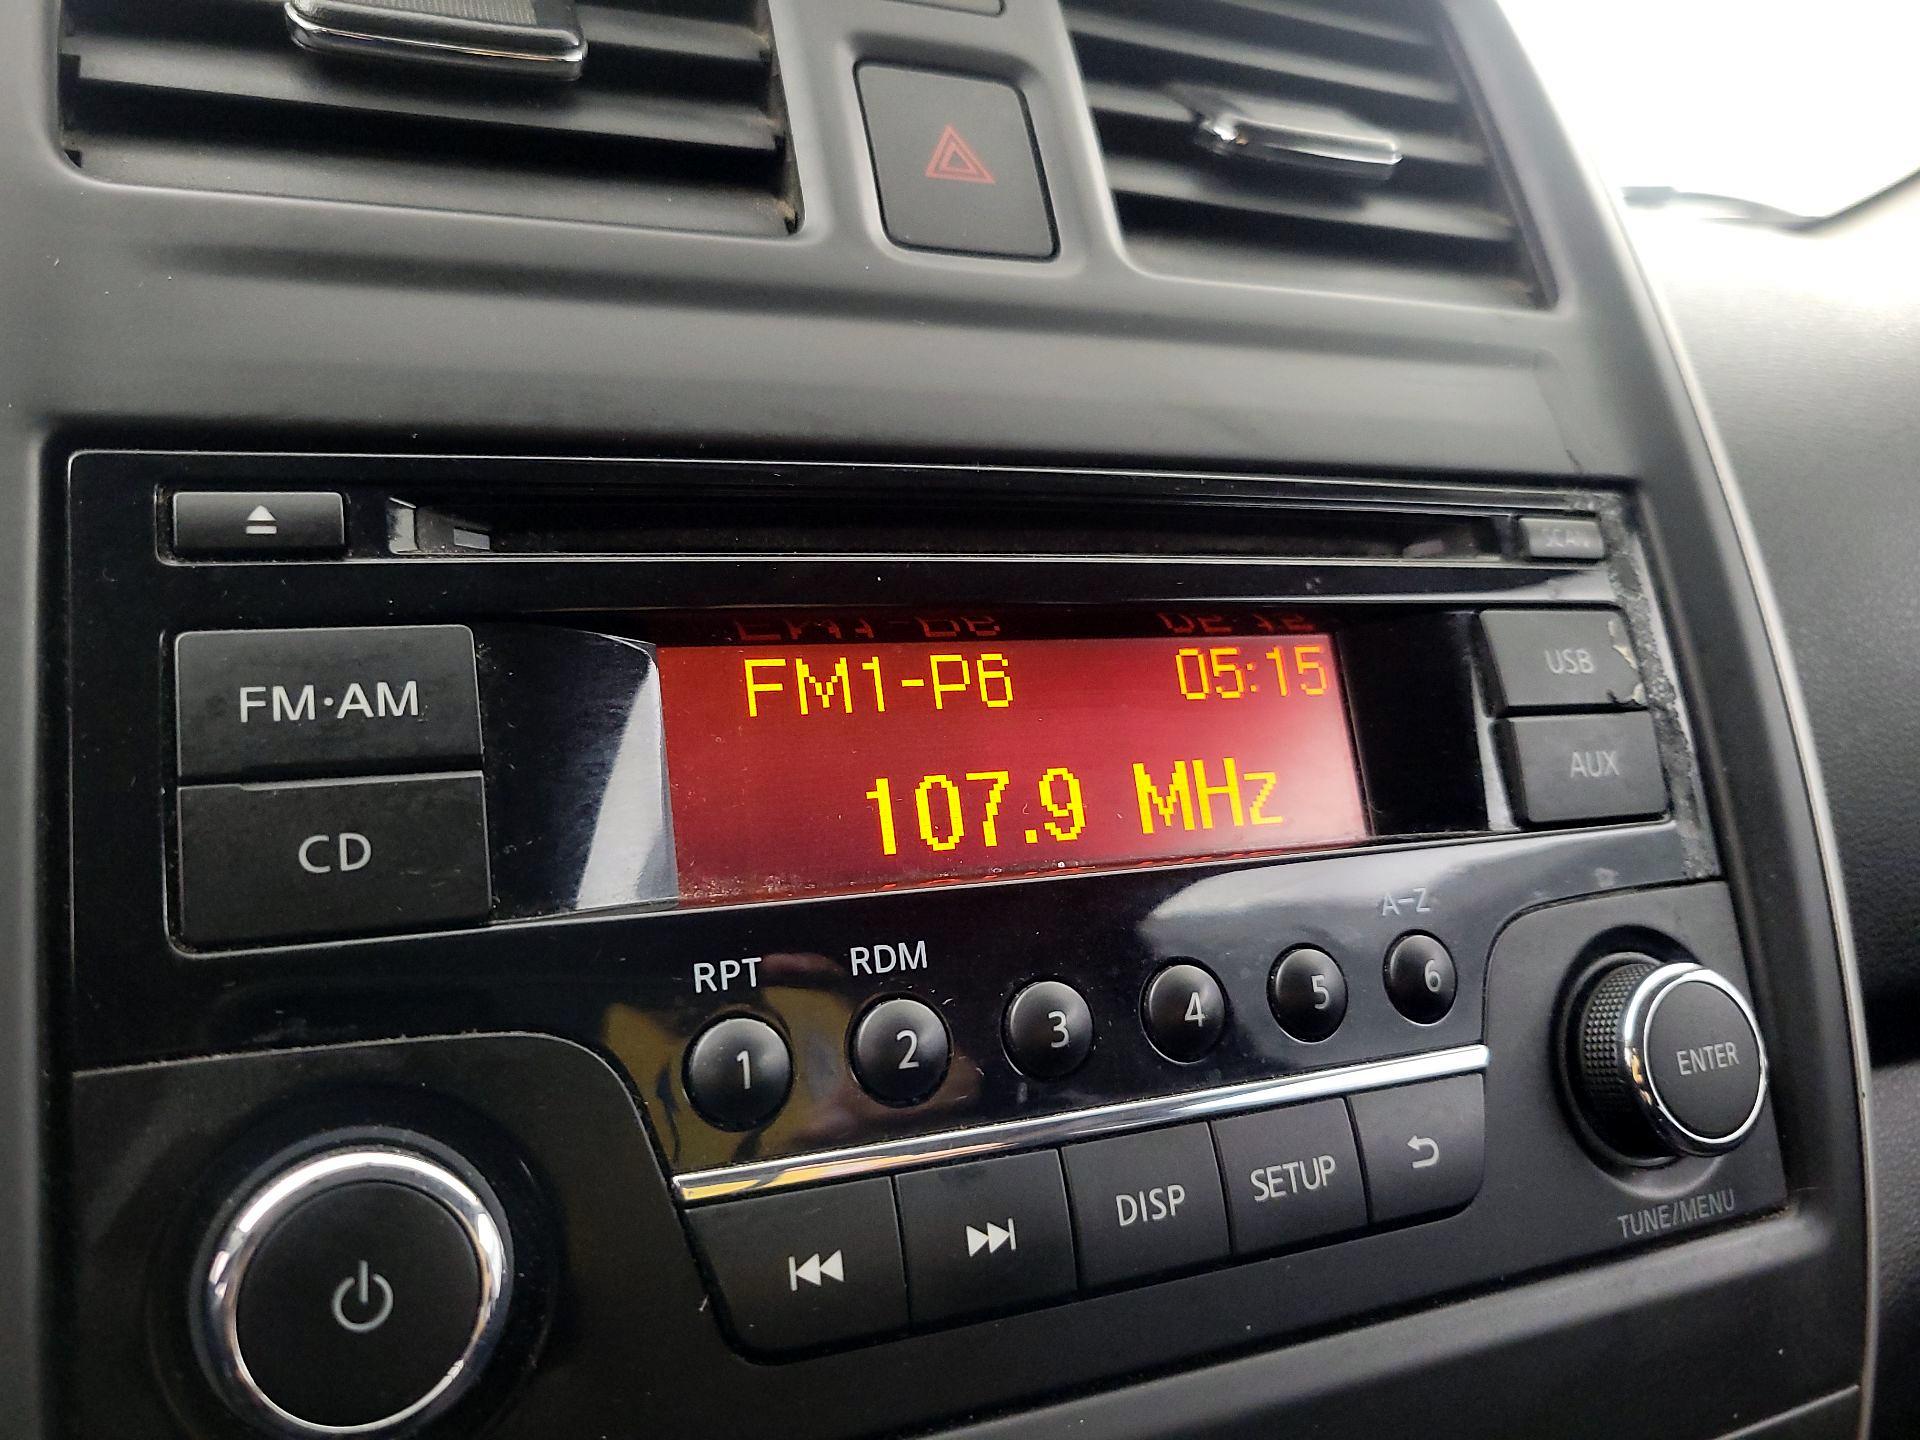 SCAN
FM·AM
FM1-P6 05:15
USB
107.9 MHz
AUX
CD
RPT RDM A-Z
1 2 3 4 5 6
ENTER
DISP SETUP
TUNE/MENU